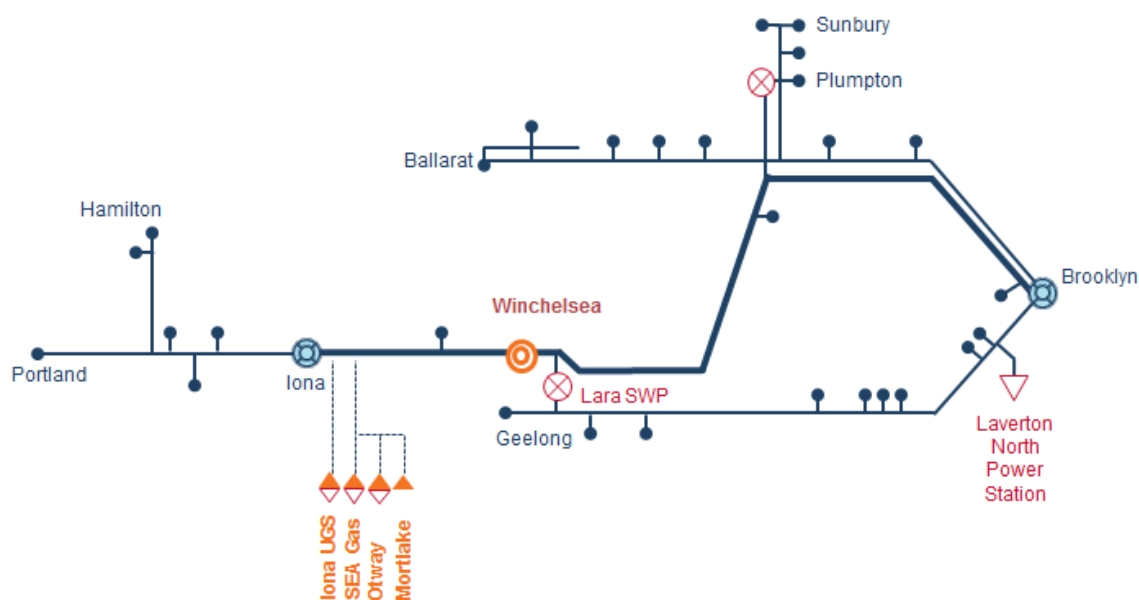 Sunbury
Plumpton
Ballarat
Hamilton
Brooklyn
Winchelsea
Portland
Iona
Lara SWP
Geelong
Laverton
North
Power
Station
Iona UGS
SEA Gas
Otway
Mortlake